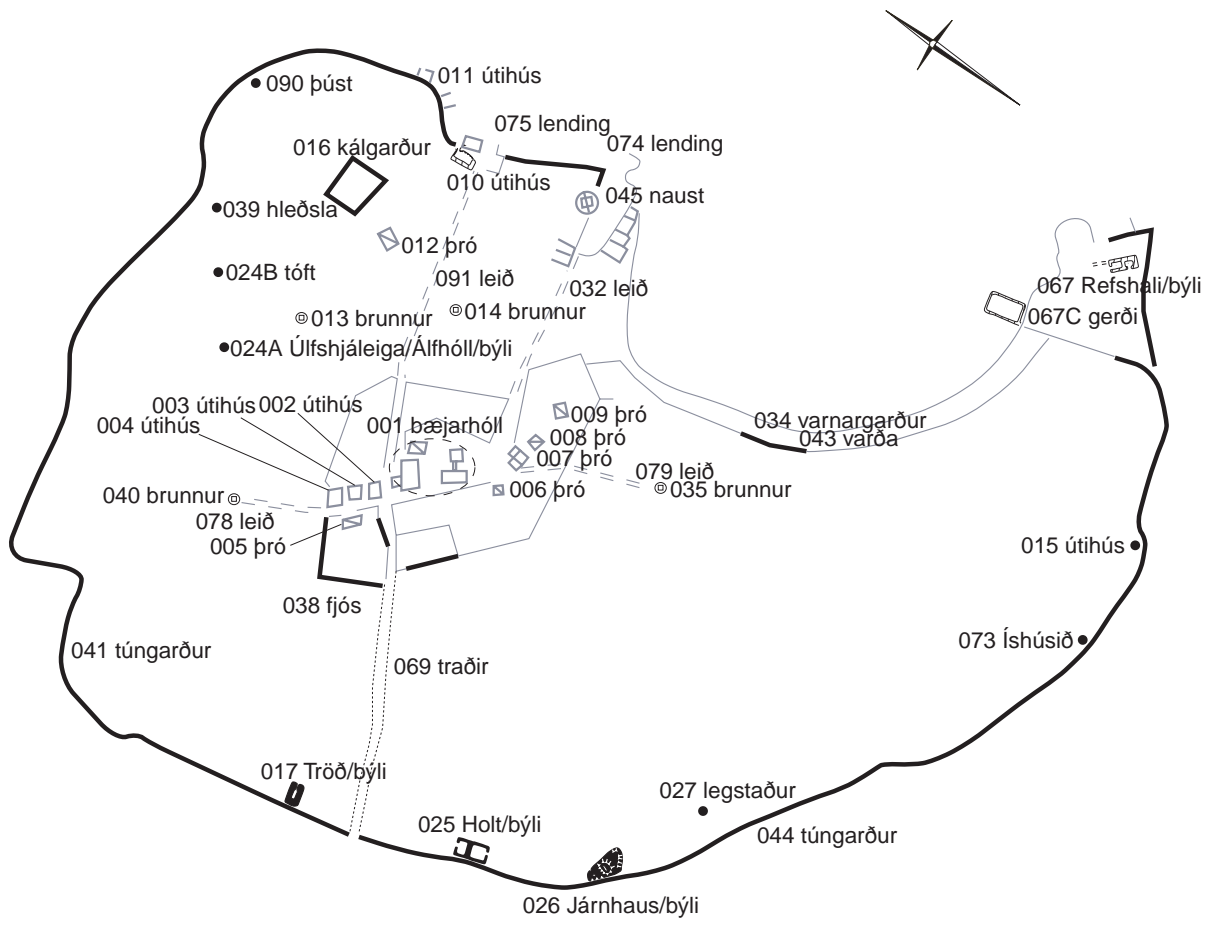 011 útihús
090 þúst
075 lending
074 lending
016 kálgarður
010 útihús
045 naust
039 hleðsla
012 þró
024B tóft
091 leið
032 leið
067 Refshali/býli
014 brunnur
013 brunnur
067C gerði
024A Úlfshjáleiga/Álfhóll/býli
003 útihús
002 útihús
004 útihús
001 bæjarhóll
009 þró
034 varnargarður
008 þró
043 varða
007 þró
079 leið
006 þró
035 brunnur
040 brunnur
078 leið
005 þró
015 útihús
038 fjós
073 Íshúsið
041 túngarður
069 traðir
017 Tröð/býli
027 legstaður
025 Holt/býli
044 túngarður
026 Járnhaus/býli